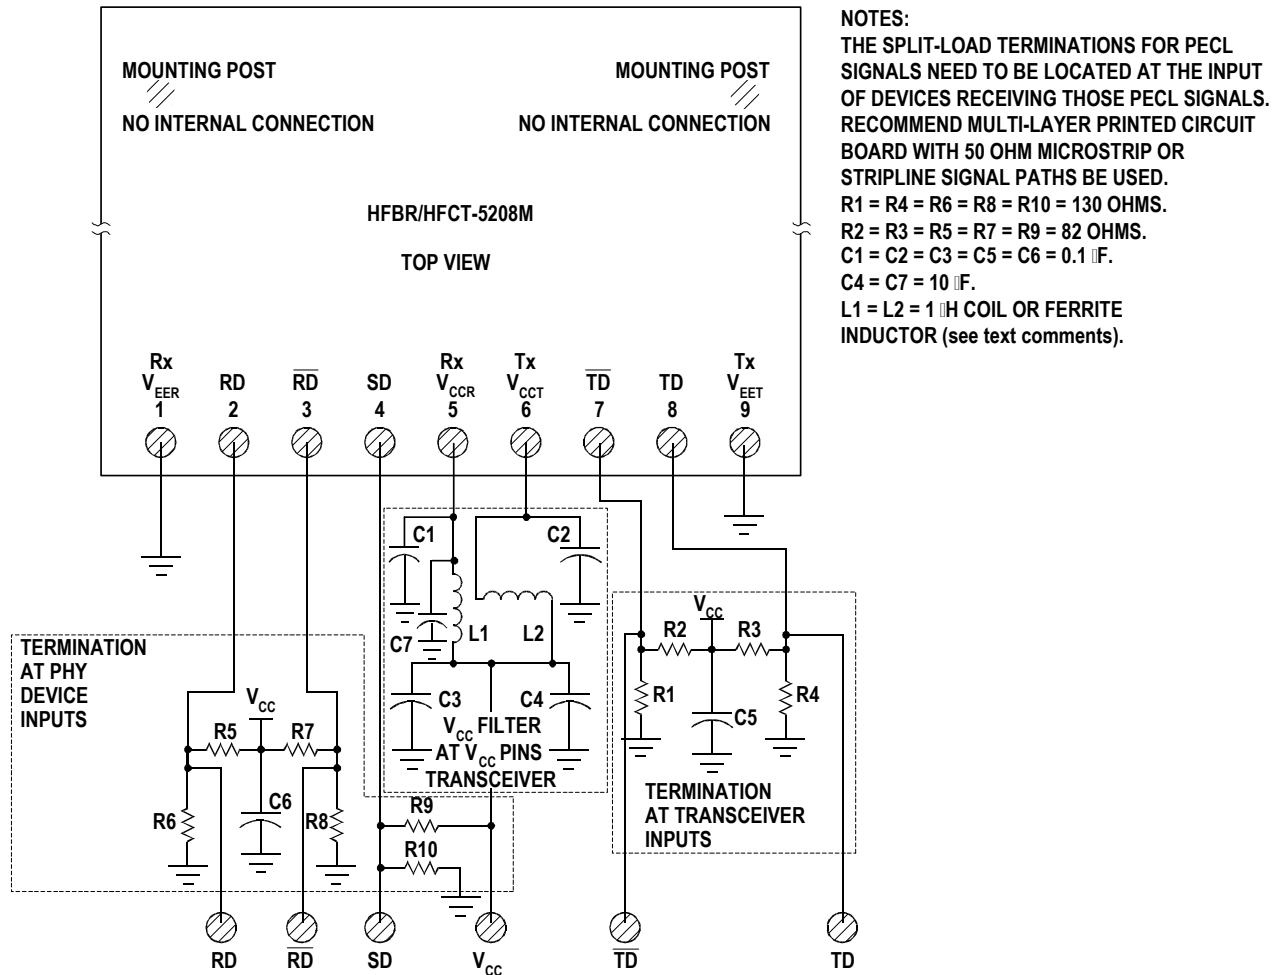 NOTES:
THE SPLIT-LOAD TERMINATIONS FOR PECL
SIGNALS NEED TO BE LOCATED AT THE INPUT
OF DEVICES RECEIVING THOSE PECL SIGNALS.
RECOMMEND MULTI-LAYER PRINTED CIRCUIT
BOARD WITH 50 OHM MICROSTRIP OR
STRIPLINE SIGNAL PATHS BE USED.
R1 = R4 = R6 = R8 = R10 = 130 OHMS.
R2 = R3 = R5 = R7 = R9 = 82 OHMS.
C1 = C2 = C3 = C5 = C6 = 0.1 F.
C4 = C7 = 10 F.
L1 = L2 = 1 H COIL OR FERRITE
INDUCTOR (see text comments).
MOUNTING POST
NO INTERNAL CONNECTION
MOUNTING POST
NO INTERNAL CONNECTION
HFBR/HFCT-5208M
TOP VIEW
Rx
VEER
1
RD
2
RD
3
SD
4
Rx
VCCR
5
Tx
VCCT
6
TD
7
TD
8
Tx
VEET
9
C1
C2
C7
L1
L2
C3
C4
VCC FILTER
AT VCC PINS
TRANSCEIVER
TERMINATION
AT PHY
DEVICE
INPUTS
VCC
R5
R7
R6
C6
R8
R9
R10
VCC
R2
R3
R1
C5
R4
TERMINATION
AT TRANSCEIVER
INPUTS
RD
RD
SD
VCC
TD
TD